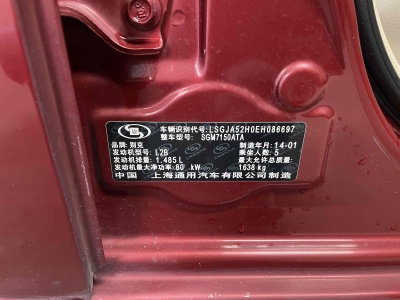 车辆识别代号: LSGJA52H0EH086697
整车型号: SGM7150ATA
品牌: 别克 制造年月: 14-01
发动机型号: L2B 乘坐人数: 5
发动机排量: 1.485 L 最大允许总质量:
发动机最大净功率: 80 kW 1638 kg
中国 上海通用汽车有限公司制造